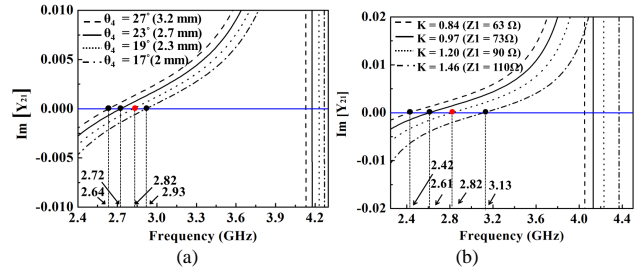 θ4 = 27° (3.2 mm)
θ4 = 23° (2.7 mm)
θ4 = 19° (2.3 mm)
θ4 = 17° (2 mm)
Im [Y21]
0.010
0.005
0.000
-0.005
-0.010
2.72
2.64
2.82
2.93
2.4 2.7 3.0 3.3 3.6 3.9 4.2
Frequency (GHz)
(a)
K = 0.84 (Z1 = 63 Ω)
K = 0.97 (Z1 = 73Ω)
K = 1.20 (Z1 = 90 Ω)
K = 1.46 (Z1 = 110Ω)
Im [Y21]
0.02
0.01
0.00
-0.01
-0.02
2.42
2.61
2.82
3.13
2.4 2.8 3.2 3.6 4.0 4.4
Frequency (GHz)
(b)